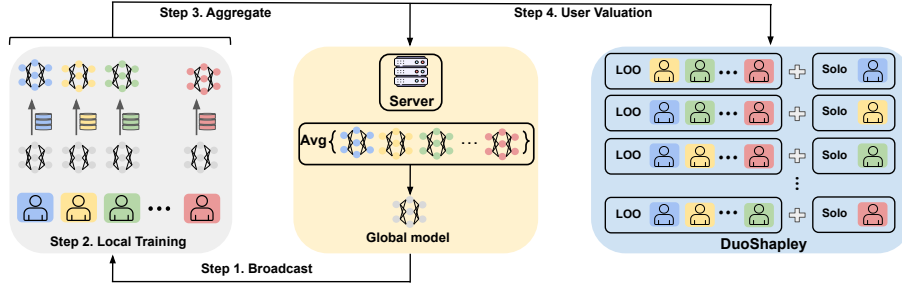 Step 3. Aggregate
Step 4. User Valuation
Server
Avg { ... }
Global model
Step 2. Local Training
...
Step 1. Broadcast
LOO ... Solo
LOO ... Solo
LOO ... Solo
LOO ... Solo
DuoShapley